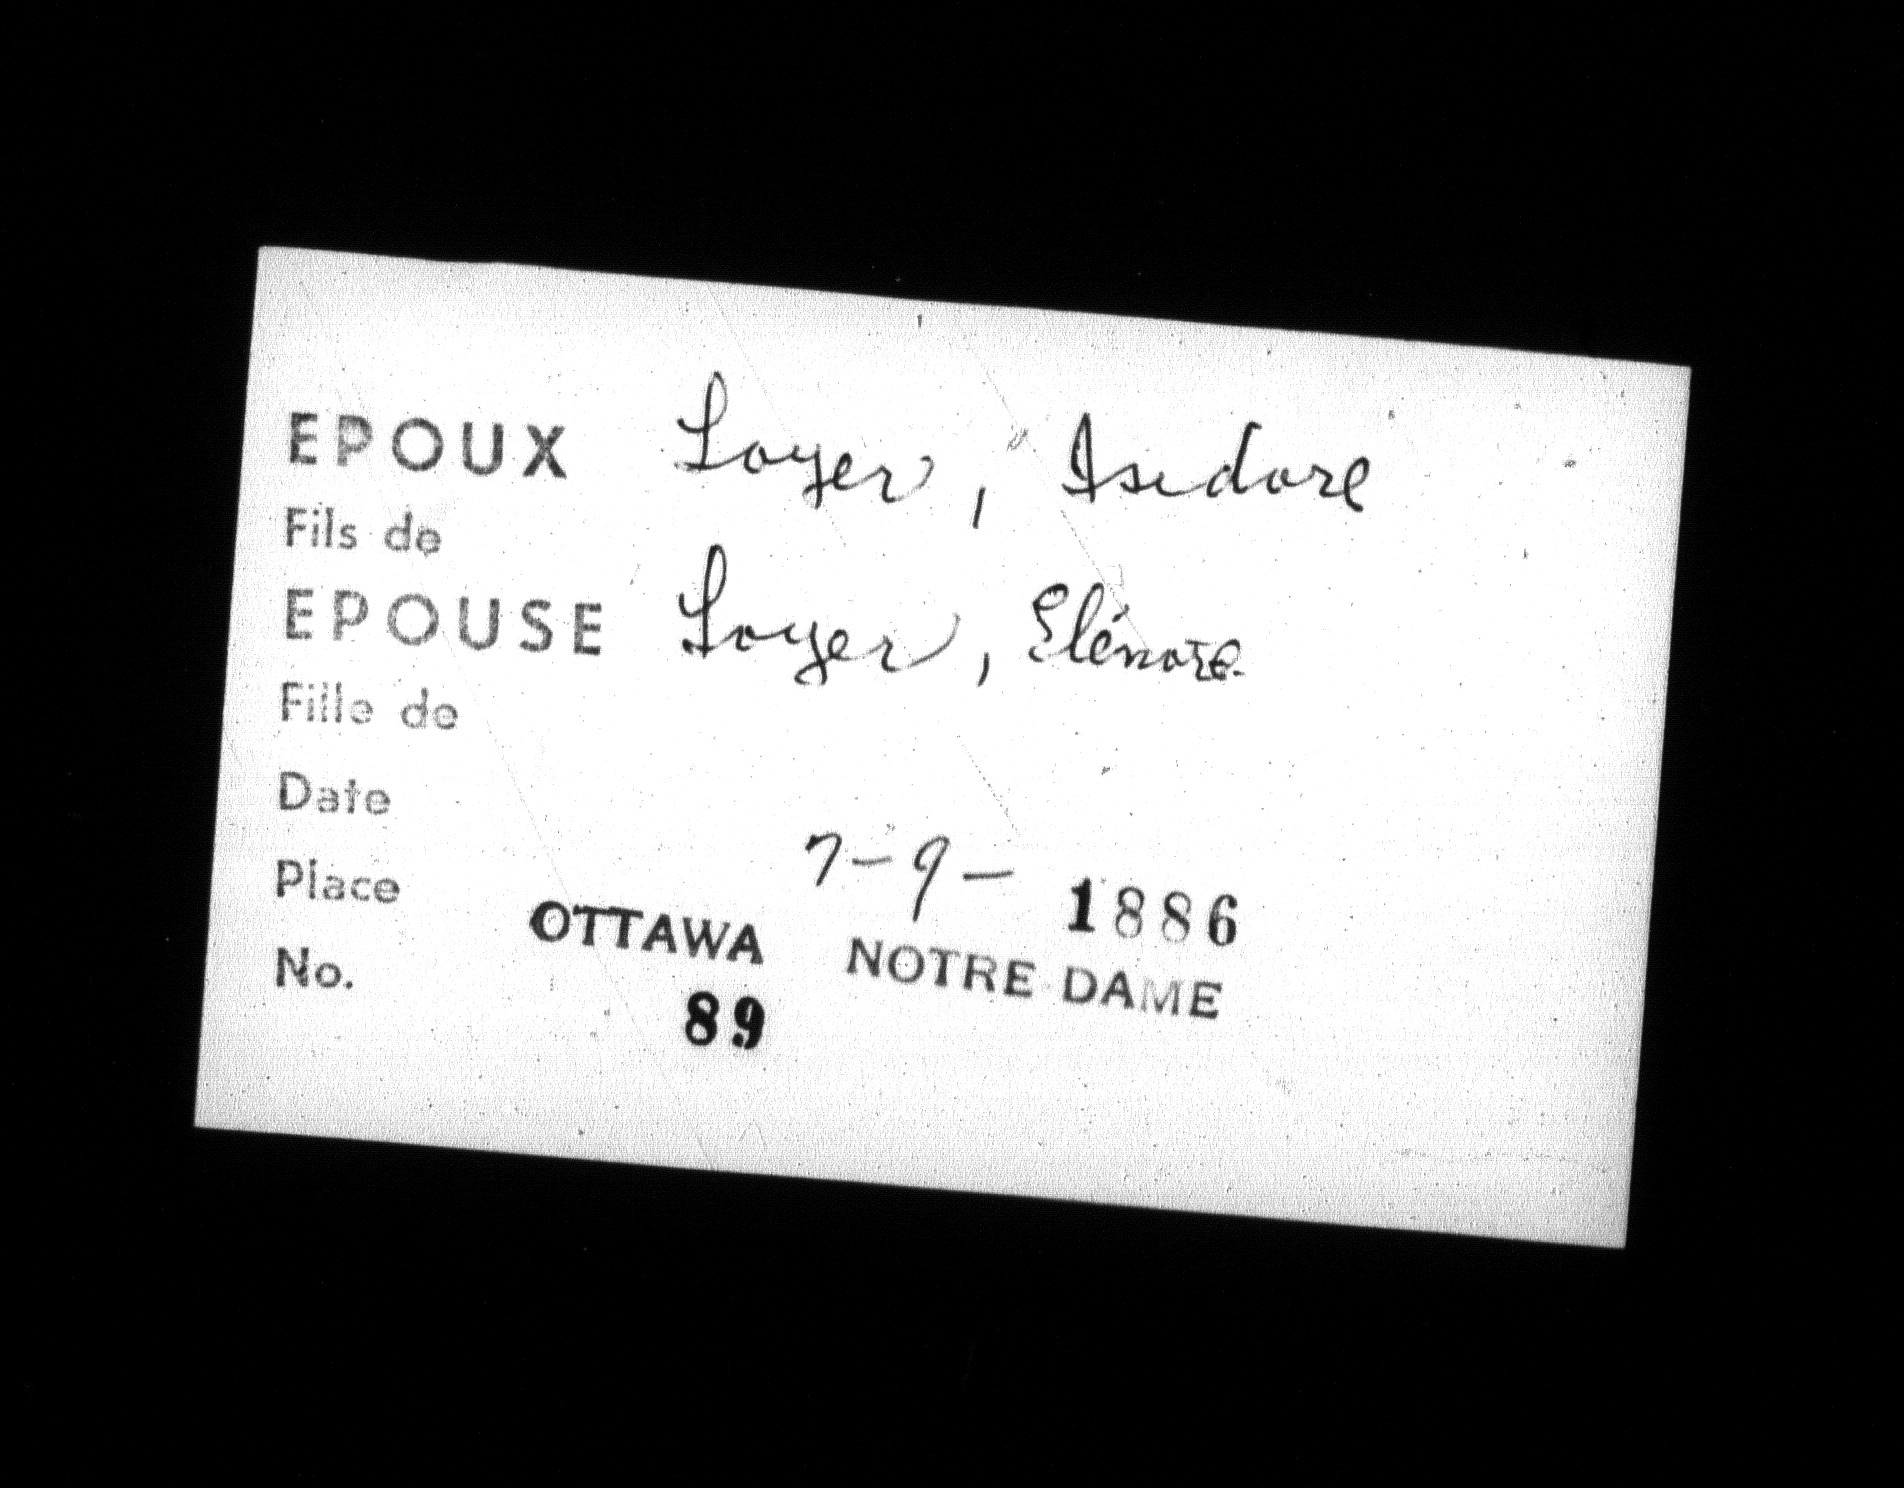 EPOUX Loyer, Isidore
Fils de
EPOUSE Loyer, Elénore
Fille de
Date 7-9- 1886
Place OTTAWA NOTRE DAME
No. 89